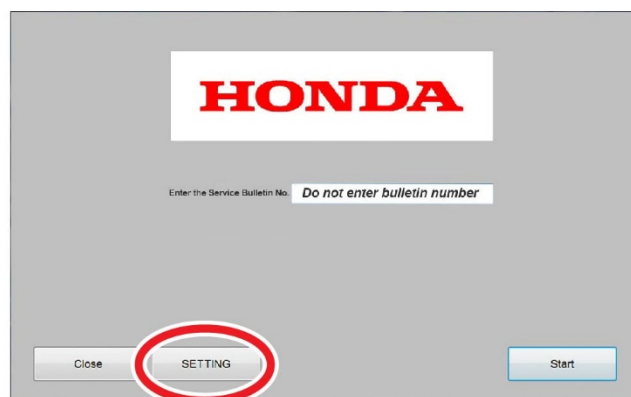 HONDA
Enter the Service Bulletin No. Do not enter bulletin number
Close SETTING Start